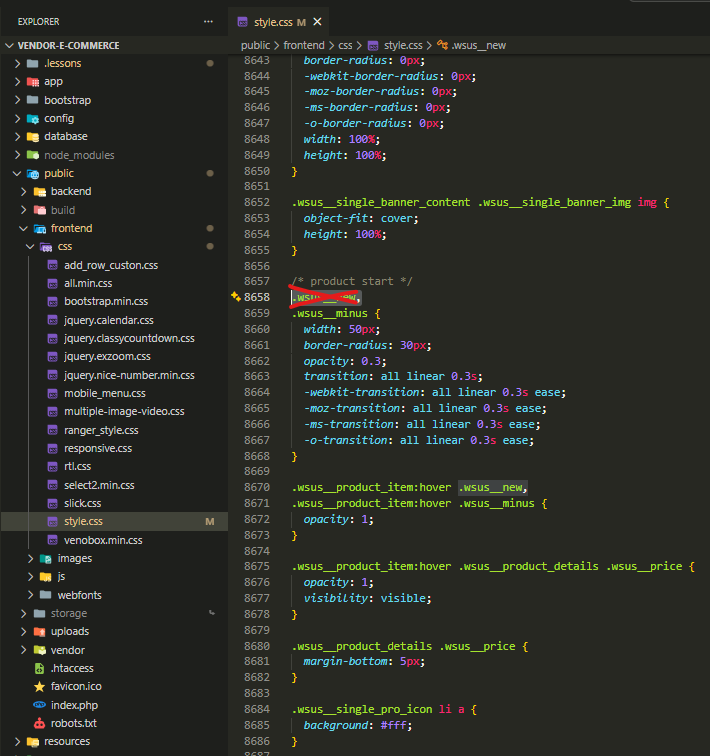 EXPLORER
...
VENDOR-E-COMMERCE
.lessons
app
bootstrap
config
database
node_modules
public
backend
build
frontend
css
add_row_custon.css
all.min.css
bootstrap.min.css
jquery.calendar.css
jquery.classycountdown.css
jquery.exzoom.css
jquery.nice-number.min.css
mobile_menu.css
multiple-image-video.css
ranger_style.css
responsive.css
rtl.css
select2.min.css
slick.css
style.css M
venobox.min.css
images
js
webfonts
storage
uploads
vendor
.htaccess
favicon.ico
index.php
robots.txt
resources
style.css M
public > frontend > css > style.css > .wsus__new
8643 border-radius: 0px;
8644 -webkit-border-radius: 0px;
8645 -moz-border-radius: 0px;
8646 -ms-border-radius: 0px;
8647 -o-border-radius: 0px;
8648 width: 100%;
8649 height: 100%;
8650 }
8651
8652 .wsus__single_banner_content .wsus__single_banner_img img {
8653 object-fit: cover;
8654 height: 100%;
8655 }
8656
8657 /* product start */
8658 .wsus__new,
8659 .wsus__minus {
8660 width: 50px;
8661 border-radius: 30px;
8662 opacity: 0.3;
8663 transition: all linear 0.3s;
8664 -webkit-transition: all linear 0.3s ease;
8665 -moz-transition: all linear 0.3s ease;
8666 -ms-transition: all linear 0.3s ease;
8667 -o-transition: all linear 0.3s ease;
8668 }
8669
8670 .wsus__product_item:hover .wsus__new,
8671 .wsus__product_item:hover .wsus__minus {
8672 opacity: 1;
8673 }
8674
8675 .wsus__product_item:hover .wsus__product_details .wsus__price {
8676 opacity: 1;
8677 visibility: visible;
8678 }
8679
8680 .wsus__product_details .wsus__price {
8681 margin-bottom: 5px;
8682 }
8683
8684 .wsus__single_pro_icon li a {
8685 background: #fff;
8686 }